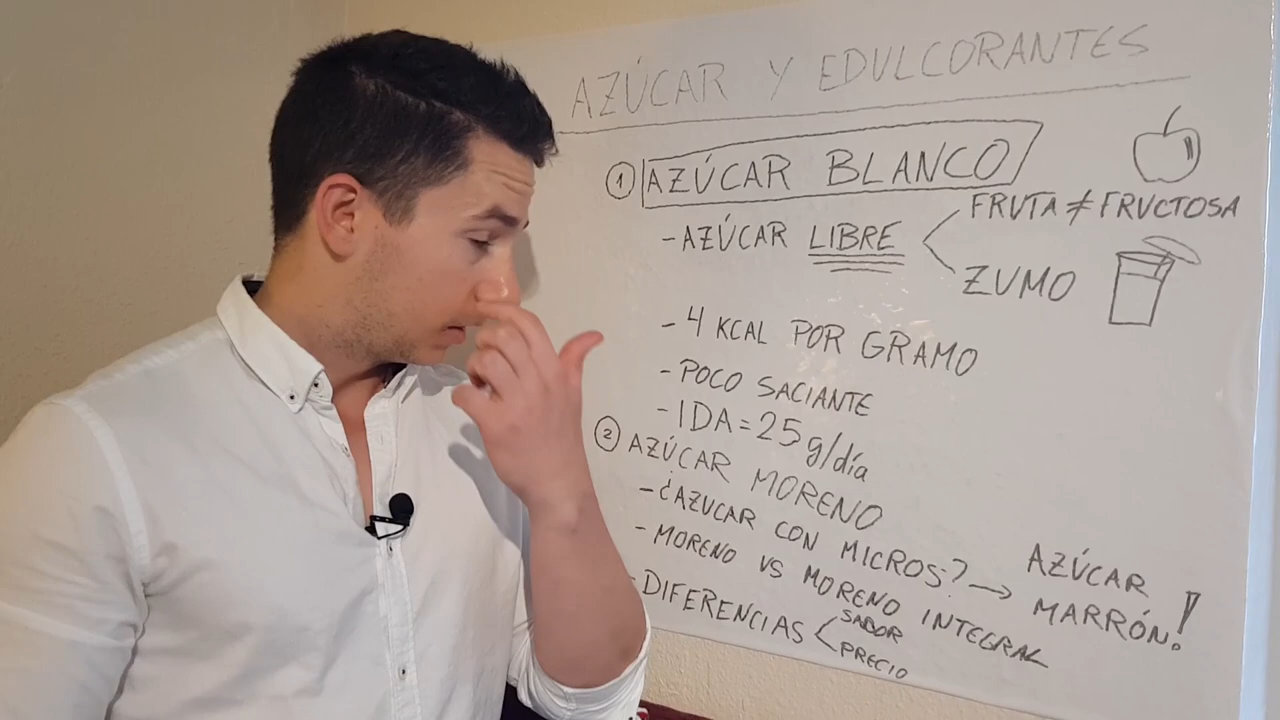 AZÚCAR Y EDULCORANTES
① AZÚCAR BLANCO
- AZÚCAR LIBRE
FRUTA ≠ FRUCTOSA
ZUMO
- 4 KCAL POR GRAMO
- POCO SACIANTE
- IDA = 25 g/día
② AZÚCAR MORENO
- ¿AZUCAR CON MICROS? → AZÚCAR
MARRÓN!
- MORENO VS MORENO INTEGRAL
- DIFERENCIAS
SABOR
PRECIO